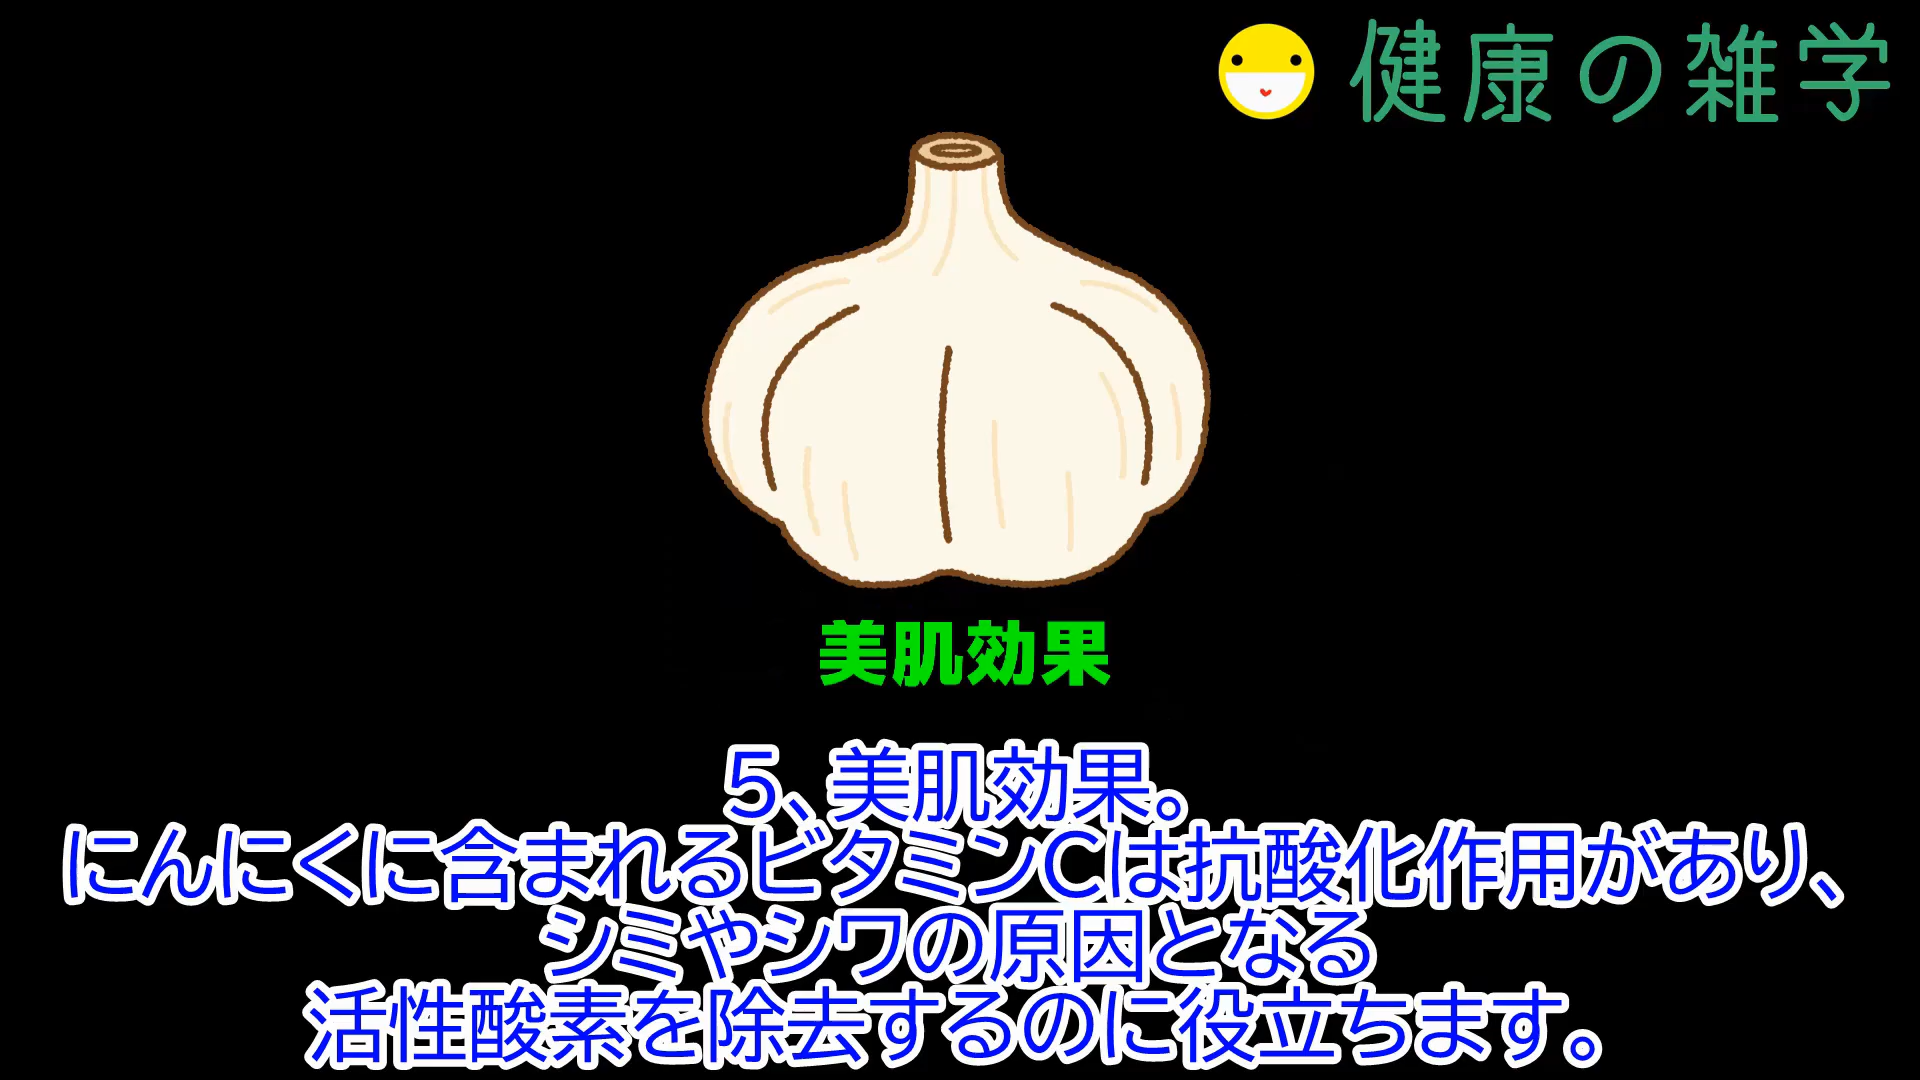 健康の雑学
美肌効果
5、美肌効果。
にんにくに含まれるビタミンCは抗酸化作用があり、
シミやシワの原因となる
活性酸素を除去するのに役立ちます。